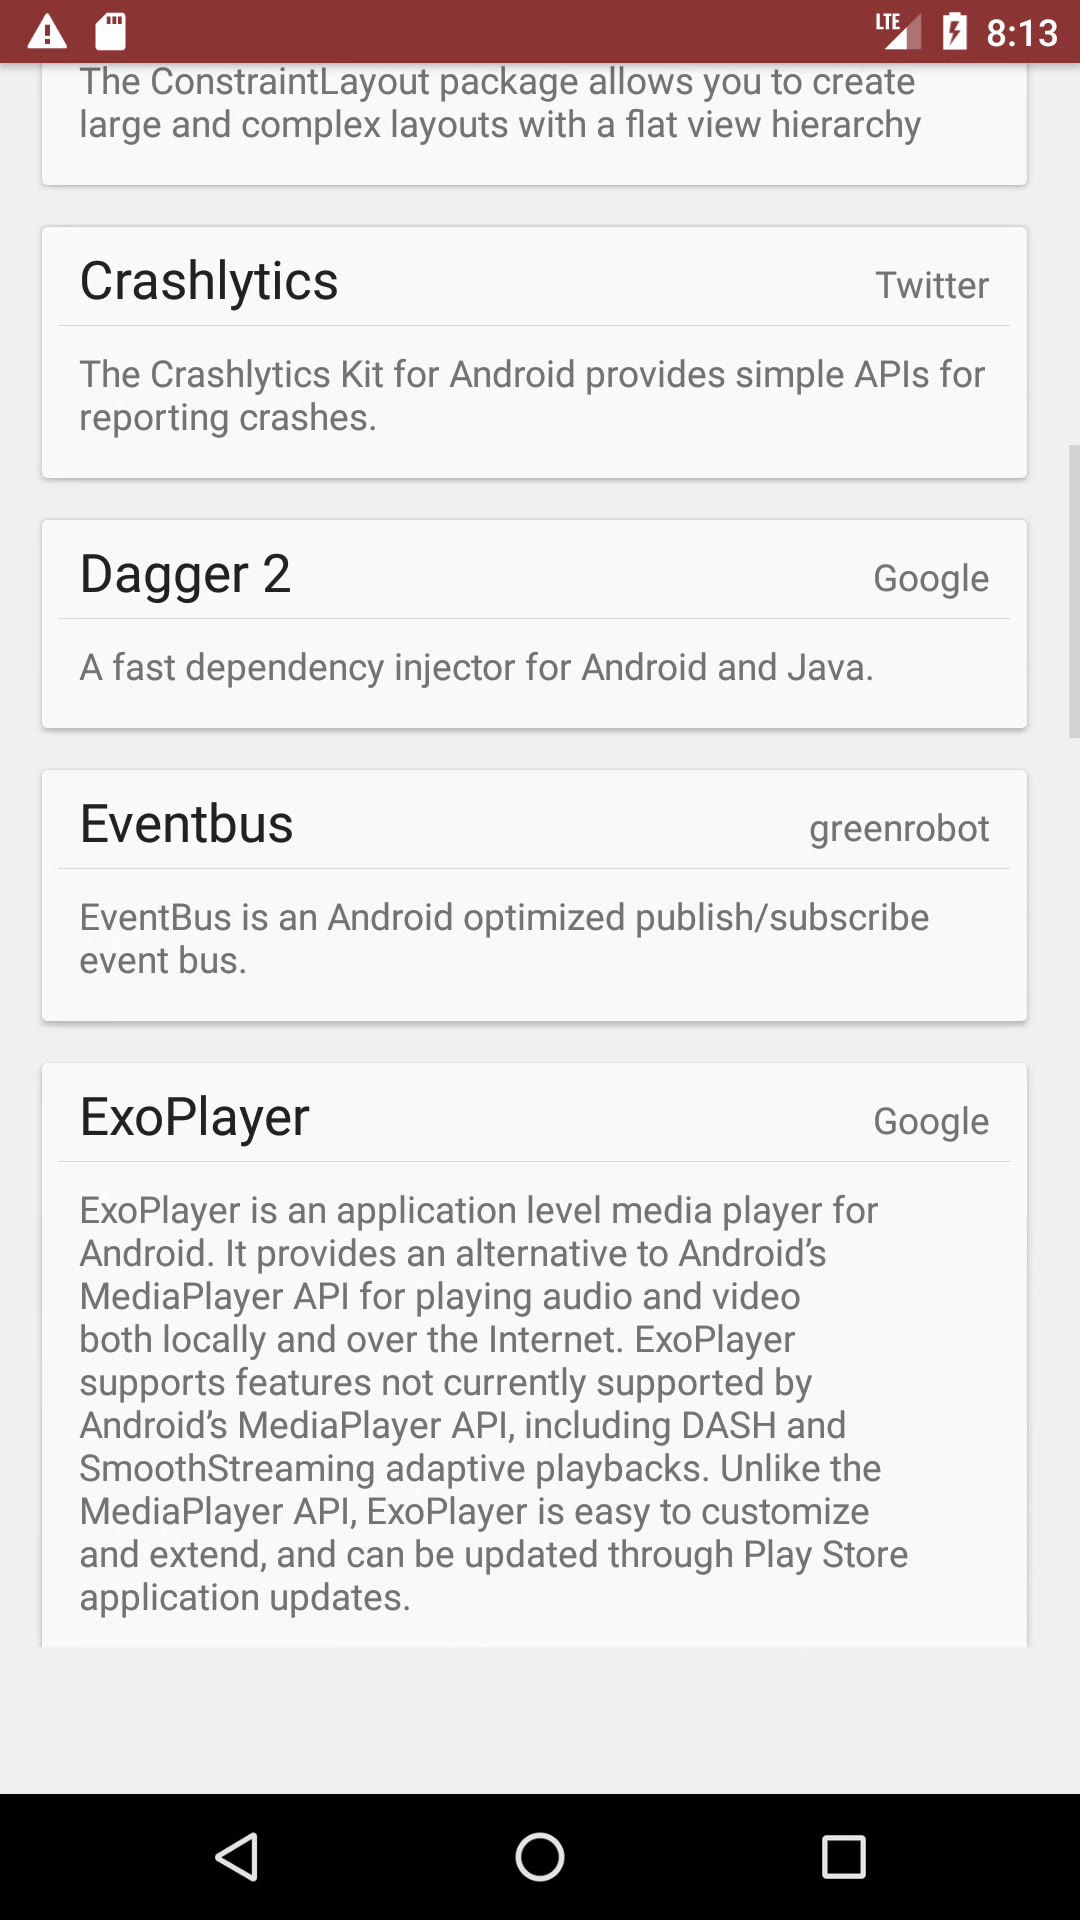 LTE 8:13
The ConstraintLayout package allows you to create
large and complex layouts with a flat view hierarchy
Crashlytics Twitter
The Crashlytics Kit for Android provides simple APIs for
reporting crashes.
Dagger 2 Google
A fast dependency injector for Android and Java.
Eventbus greenrobot
EventBus is an Android optimized publish/subscribe
event bus.
ExoPlayer Google
ExoPlayer is an application level media player for
Android. It provides an alternative to Android’s
MediaPlayer API for playing audio and video
both locally and over the Internet. ExoPlayer
supports features not currently supported by
Android’s MediaPlayer API, including DASH and
SmoothStreaming adaptive playbacks. Unlike the
MediaPlayer API, ExoPlayer is easy to customize
and extend, and can be updated through Play Store
application updates.